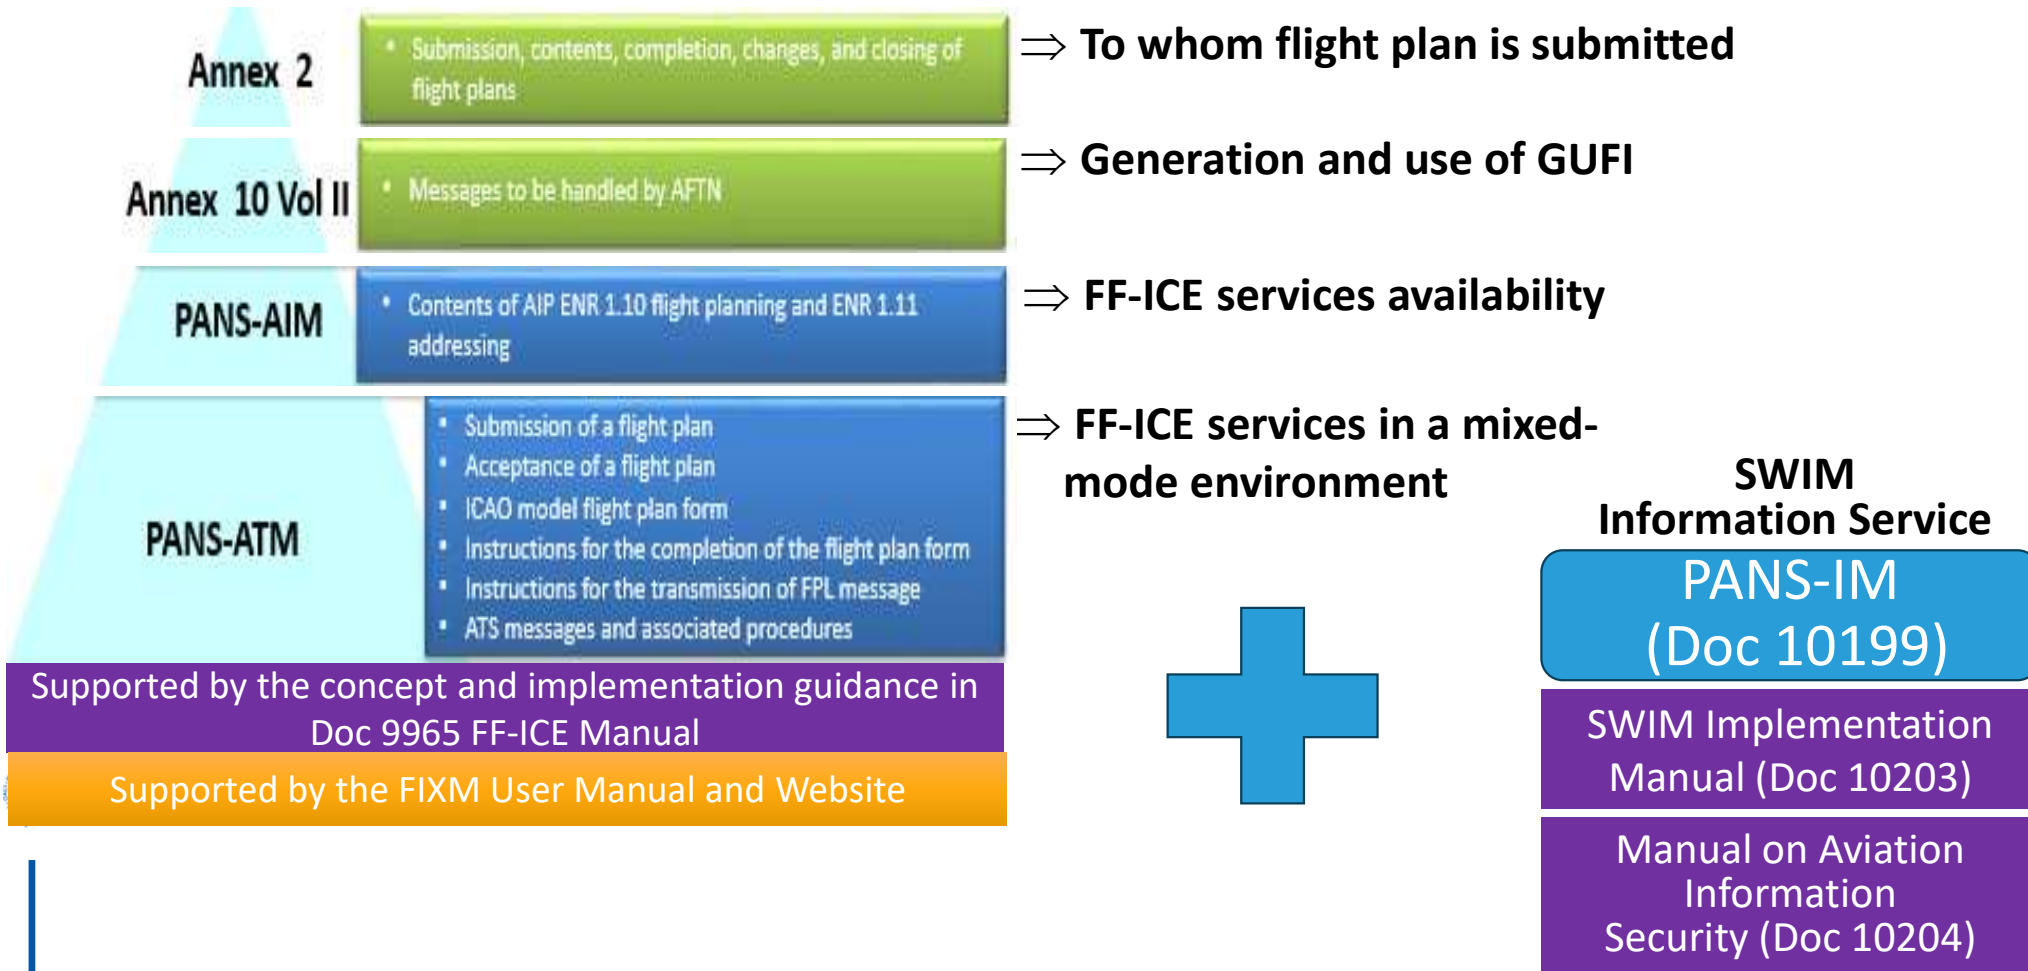 Annex 2
• Submission, contents, completion, changes, and closing of
flight plans
⇒ To whom flight plan is submitted
Annex 10 Vol II
• Messages to be handled by AFTN
⇒ Generation and use of GUFI
PANS-AIM
• Contents of AIP ENR 1.10 flight planning and ENR 1.11
addressing
⇒ FF-ICE services availability
PANS-ATM
• Submission of a flight plan
• Acceptance of a flight plan
• ICAO model flight plan form
• Instructions for the completion of the flight plan form
• Instructions for the transmission of FPL message
• ATS messages and associated procedures
⇒ FF-ICE services in a mixed-
mode environment
Supported by the concept and implementation guidance in
Doc 9965 FF-ICE Manual
Supported by the FIXM User Manual and Website
SWIM
Information Service
PANS-IM
(Doc 10199)
SWIM Implementation
Manual (Doc 10203)
Manual on Aviation
Information
Security (Doc 10204)